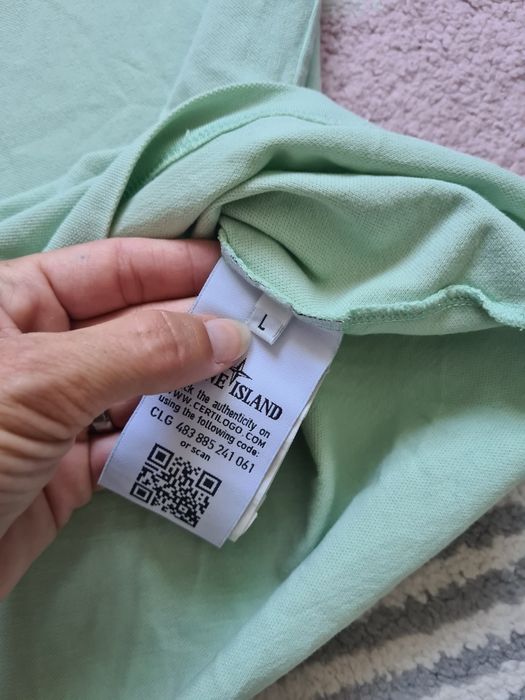 L
ISLAND
the authenticity on
WWW.CERTILOGO.COM
using the following code:
CLG 483 885 241 061
or scan